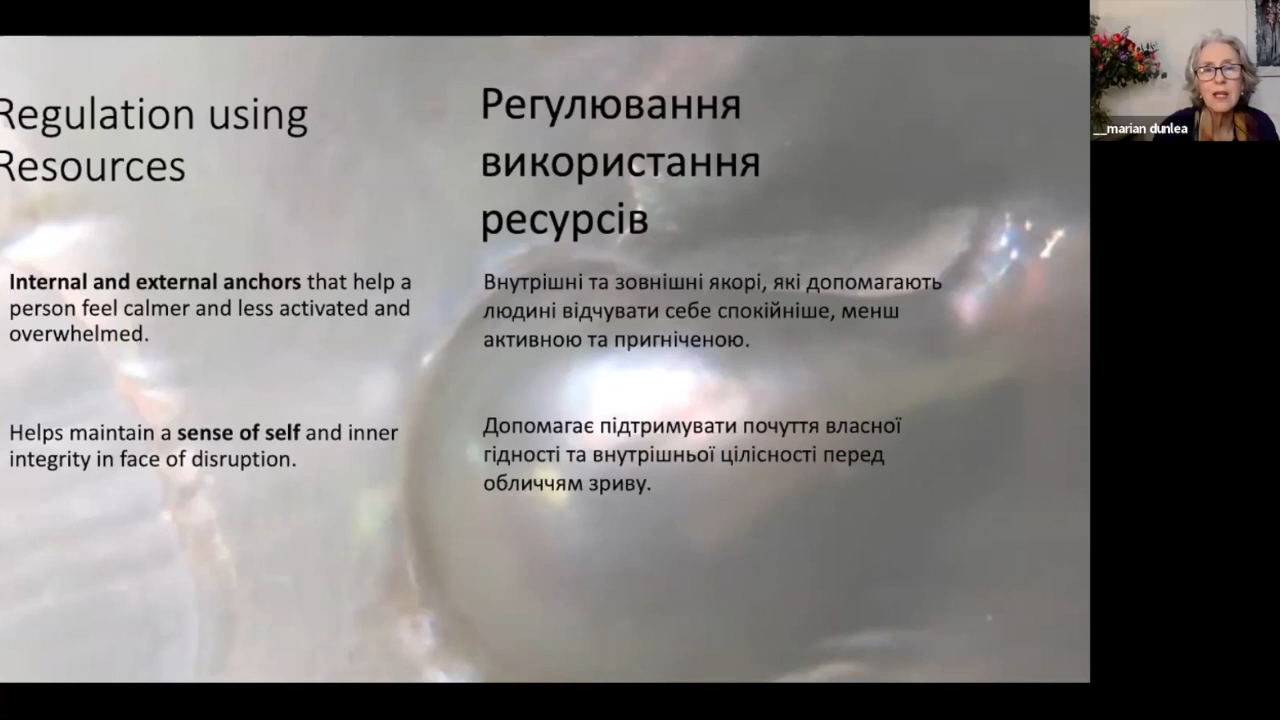 Regulation using
Resources
Internal and external anchors that help a
person feel calmer and less activated and
overwhelmed.
Helps maintain a sense of self and inner
integrity in face of disruption.
Регулювання
використання
ресурсів
Внутрішні та зовнішні якорі, які допомагають
людині відчувати себе спокійніше, менш
активною та пригніченою.
Допомагає підтримувати почуття власної
гідності та внутрішньої цілісності перед
обличчям зриву.
__marian dunlea